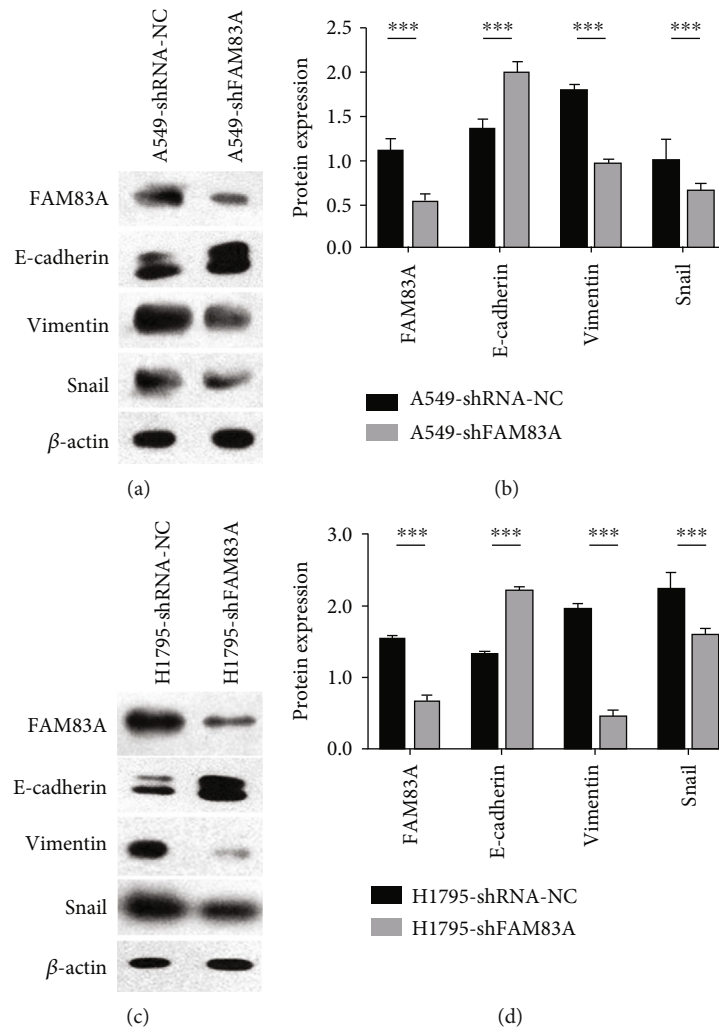 A549-shRNA-NC
A549-shFAM83A
FAM83A
E-cadherin
Vimentin
Snail
β-actin
(a)
Protein expression
2.5
2.0
1.5
1.0
0.5
0.0
***
***
***
***
FAM83A
E-cadherin
Vimentin
Snail
A549-shRNA-NC
A549-shFAM83A
(b)
H1795-shRNA-NC
H1795-shFAM83A
FAM83A
E-cadherin
Vimentin
Snail
β-actin
(c)
Protein expression
3.0
2.0
1.0
0.0
***
***
***
***
FAM83A
E-cadherin
Vimentin
Snail
H1795-shRNA-NC
H1795-shFAM83A
(d)